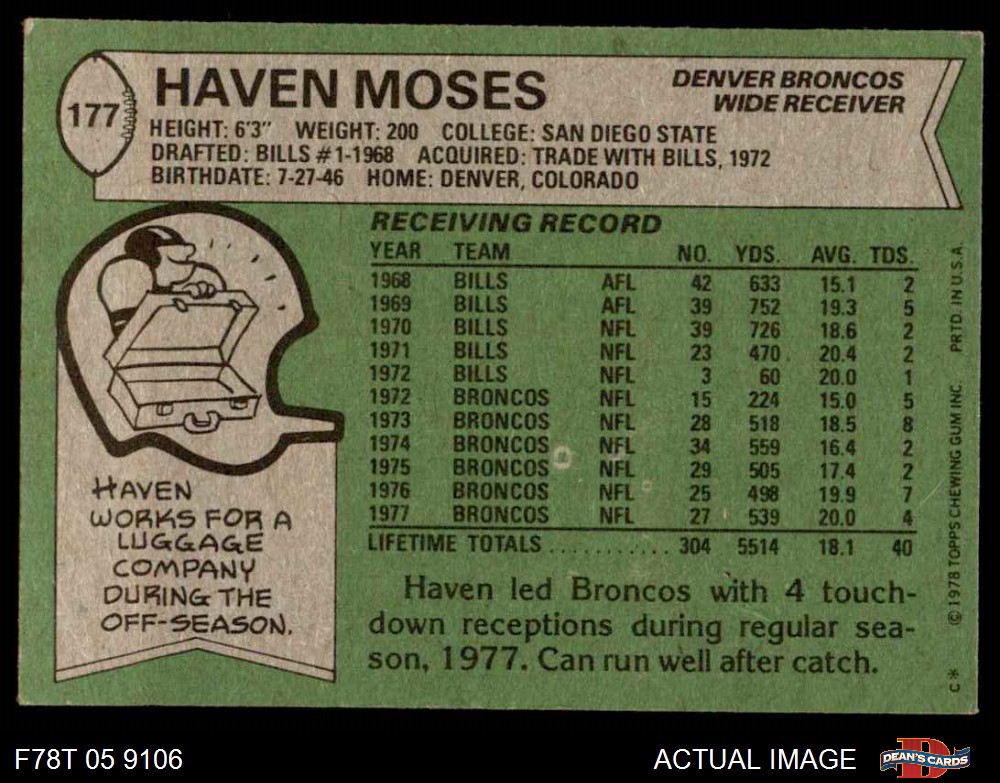 177
HAVEN MOSES
DENVER BRONCOS
WIDE RECEIVER
HEIGHT: 6'3" WEIGHT: 200 COLLEGE: SAN DIEGO STATE
DRAFTED: BILLS #1-1968 ACQUIRED: TRADE WITH BILLS, 1972
BIRTHDATE: 7-27-46 HOME: DENVER, COLORADO
RECEIVING RECORD
YEAR TEAM NO. YDS. AVG. TDS.
1968 BILLS AFL 42 633 15.1 2
1969 BILLS AFL 39 752 19.3 5
1970 BILLS NFL 39 726 18.6 2
1971 BILLS NFL 23 470 20.4 2
1972 BILLS NFL 3 60 20.0 1
1972 BRONCOS NFL 15 224 15.0 5
1973 BRONCOS NFL 28 518 18.5 8
1974 BRONCOS NFL 34 559 16.4 2
1975 BRONCOS NFL 29 505 17.4 2
1976 BRONCOS NFL 25 498 19.9 7
1977 BRONCOS NFL 27 539 20.0 4
LIFETIME TOTALS ........... 304 5514 18.1 40
Haven led Broncos with 4 touch-
down receptions during regular sea-
son, 1977. Can run well after catch.
HAVEN
WORKS FOR A
LUGGAGE
COMPANY
DURING THE
OFF-SEASON.
C* ©1978 TOPPS CHEWING GUM INC. PRTD. IN U.S.A.
F78T 05 9106
ACTUAL IMAGE
D
DEAN'S CARDS